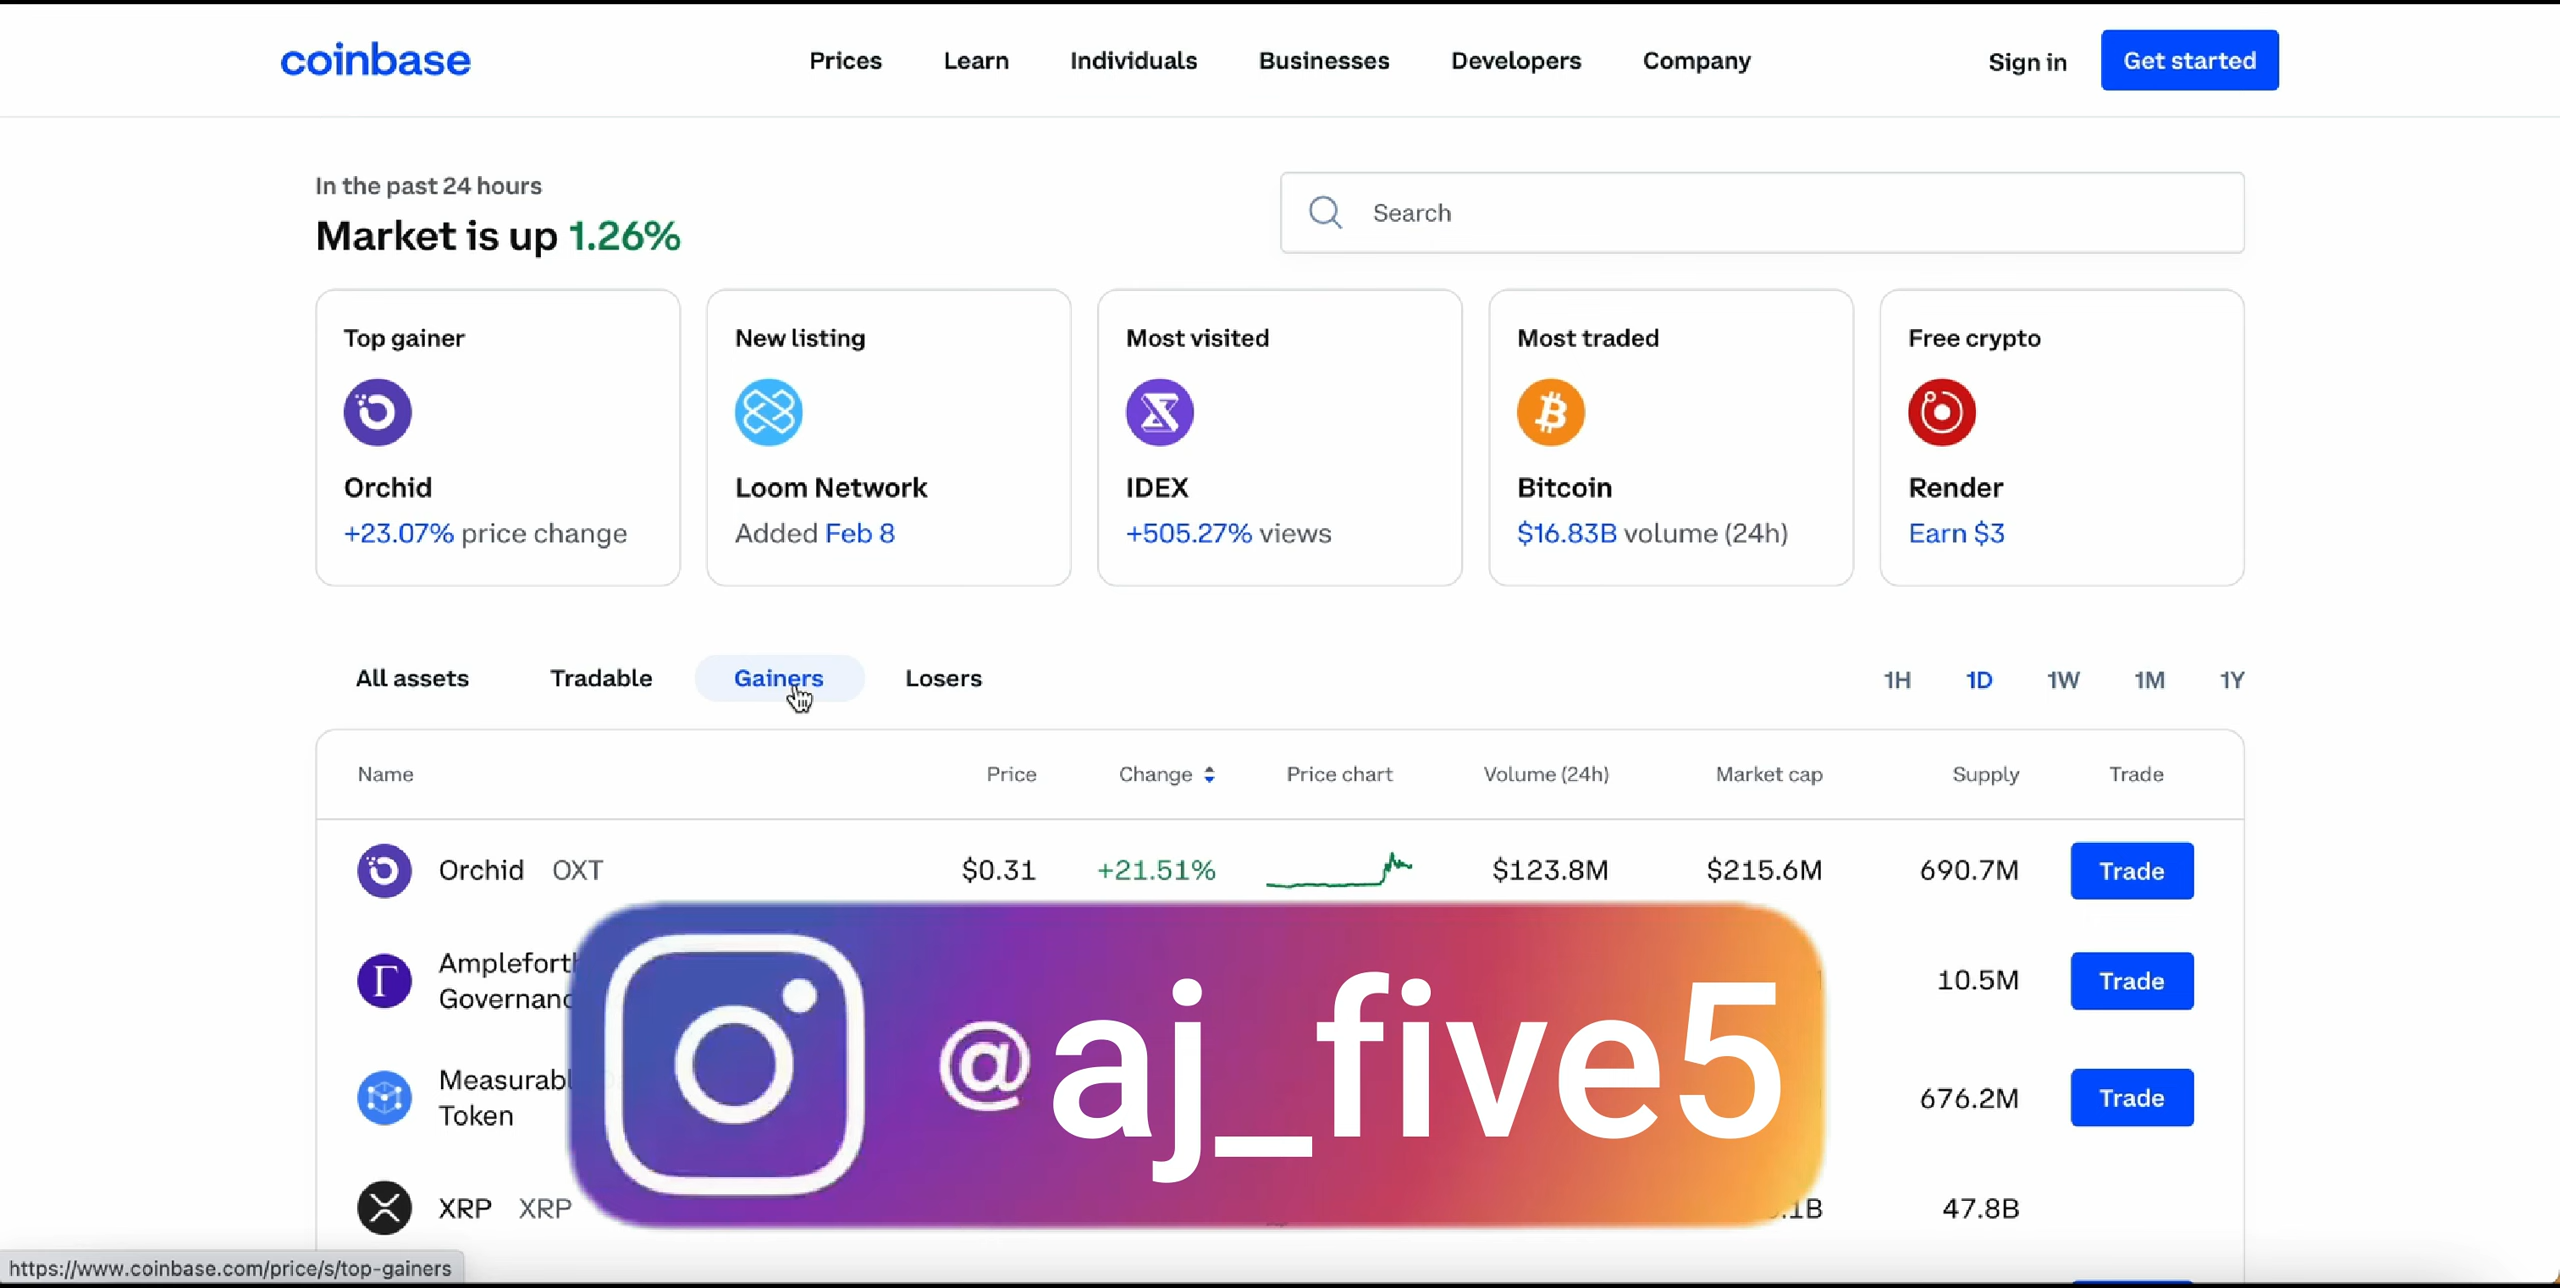 coinbase
Prices Learn Individuals Businesses Developers Company
Sign in Get started
In the past 24 hours
Market is up 1.26%
Search
Top gainer
Orchid
+23.07% price change
New listing
Loom Network
Added Feb 8
Most visited
IDEX
+505.27% views
Most traded
Bitcoin
$16.83B volume (24h)
Free crypto
Render
Earn $3
All assets Tradable Gainers Losers
1H 1D 1W 1M 1Y
Name Price Change Price chart Volume (24h) Market cap Supply Trade
Orchid OXT $0.31 +21.51% $123.8M $215.6M 690.7M Trade
Governanc 10.5M Trade
Measurabl
Token 676.2M Trade
XRP XRP .1B 47.8B
@aj_five5
https://www.coinbase.com/price/s/top-gainers